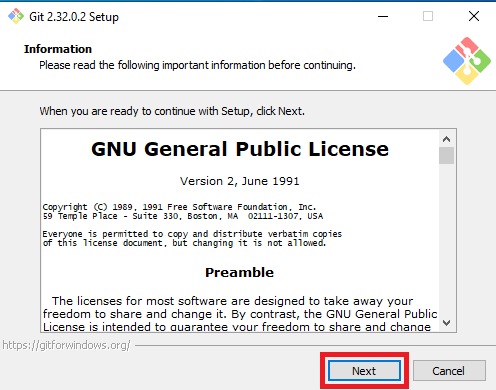 Git 2.32.0.2 Setup
Information
Please read the following important information before continuing.
When you are ready to continue with Setup, click Next.
GNU General Public License
Version 2, June 1991
Copyright (C) 1989, 1991 Free Software Foundation, Inc.
59 Temple Place - Suite 330, Boston, MA  02111-1307, USA
Everyone is permitted to copy and distribute verbatim copies
of this license document, but changing it is not allowed.
Preamble
The licenses for most software are designed to take away your
freedom to share and change it. By contrast, the GNU General Public
License is intended to guarantee your freedom to share and change
https://gitforwindows.org/
Next
Cancel